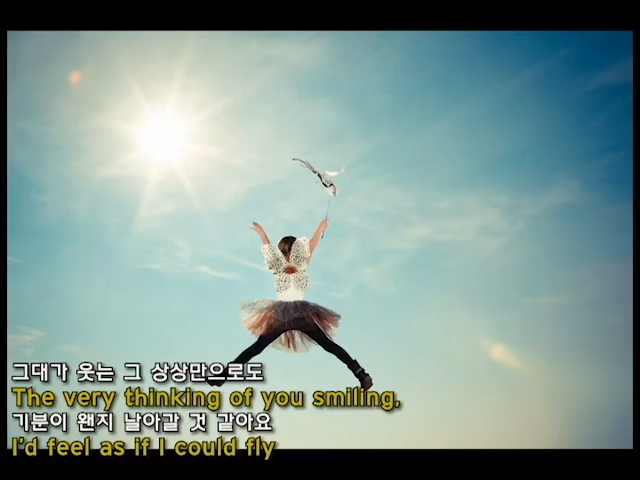 그대가 웃는 그 상상만으로도
The very thinking of you smiling,
기분이 왠지 날아갈 것 같아요
I'd feel as if I could fly